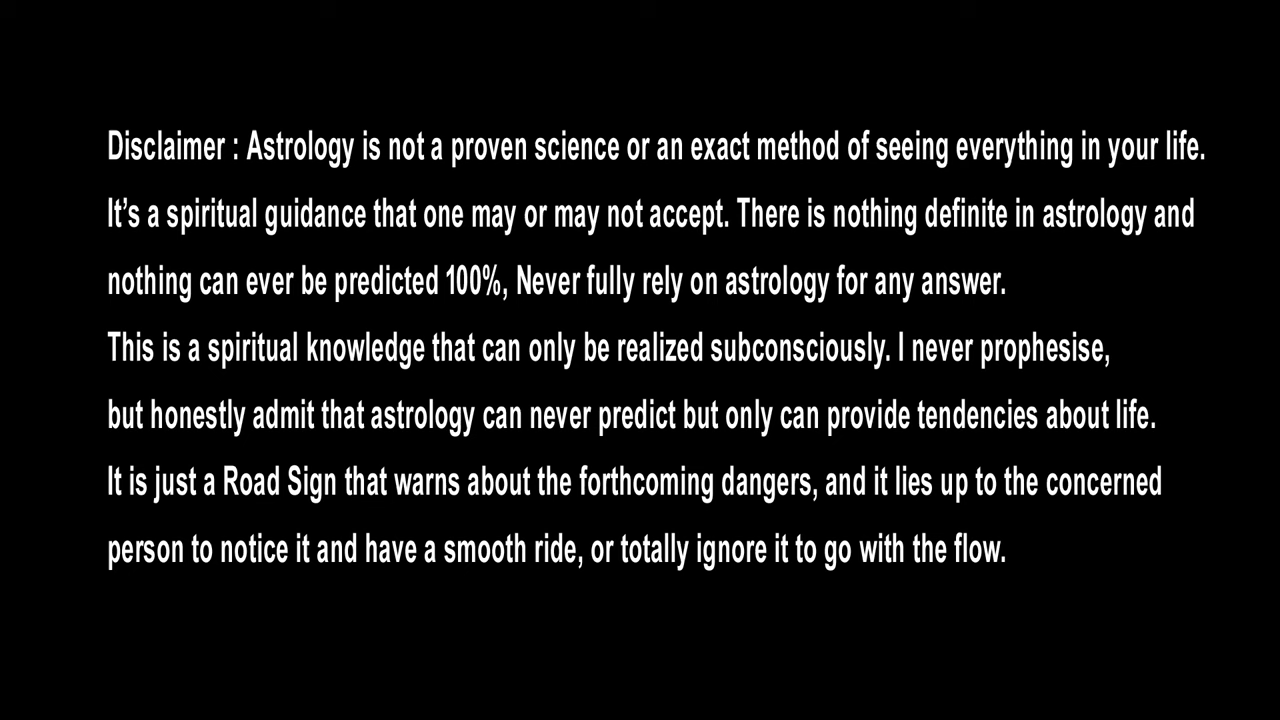 Disclaimer : Astrology is not a proven science or an exact method of seeing everything in your life.
It's a spiritual guidance that one may or may not accept. There is nothing definite in astrology and
nothing can ever be predicted 100%, Never fully rely on astrology for any answer.
This is a spiritual knowledge that can only be realized subconsciously. I never prophesise,
but honestly admit that astrology can never predict but only can provide tendencies about life.
It is just a Road Sign that warns about the forthcoming dangers, and it lies up to the concerned
person to notice it and have a smooth ride, or totally ignore it to go with the flow.